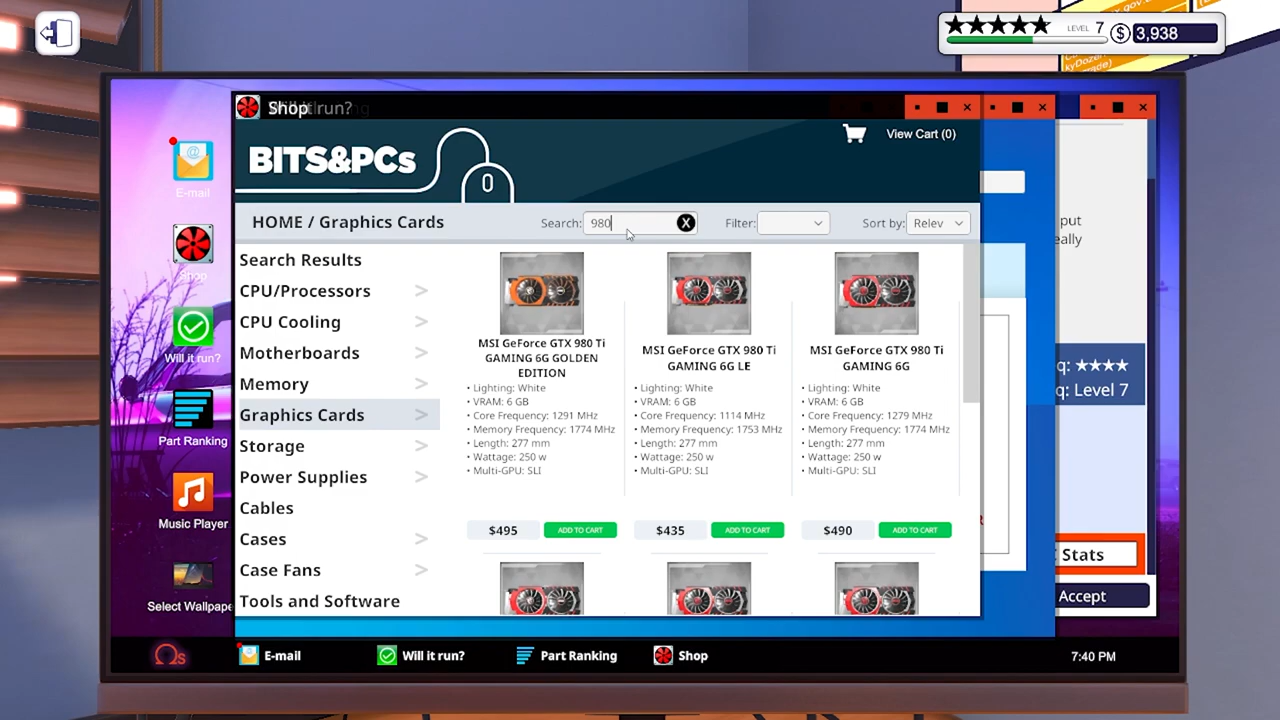 LEVEL 7
$ 3,938
Shop
View Cart (0)
BITS&PCs
0
HOME / Graphics Cards
Search: 980 X
Filter:
Sort by: Relev
E-mail
Shop
Will it run?
Part Ranking
Music Player
Select Wallpape
Search Results
CPU/Processors >
CPU Cooling >
Motherboards >
Memory >
Graphics Cards >
Storage >
Power Supplies >
Cables
Cases >
Case Fans >
Tools and Software
MSI GeForce GTX 980 Ti
GAMING 6G GOLDEN
EDITION
• Lighting: White
• VRAM: 6 GB
• Core Frequency: 1291 MHz
• Memory Frequency: 1774 MHz
• Length: 277 mm
• Wattage: 250 w
• Multi-GPU: SLI
$495 ADD TO CART
MSI GeForce GTX 980 Ti
GAMING 6G LE
• Lighting: White
• VRAM: 6 GB
• Core Frequency: 1114 MHz
• Memory Frequency: 1753 MHz
• Length: 277 mm
• Wattage: 250 w
• Multi-GPU: SLI
$435 ADD TO CART
MSI GeForce GTX 980 Ti
GAMING 6G
• Lighting: White
• VRAM: 6 GB
• Core Frequency: 1279 MHz
• Memory Frequency: 1774 MHz
• Length: 277 mm
• Wattage: 250 w
• Multi-GPU: SLI
$490 ADD TO CART
put
eally
q: ★★★★
q: Level 7
Stats
Accept
E-mail
Will it run?
Part Ranking
Shop
7:40 PM